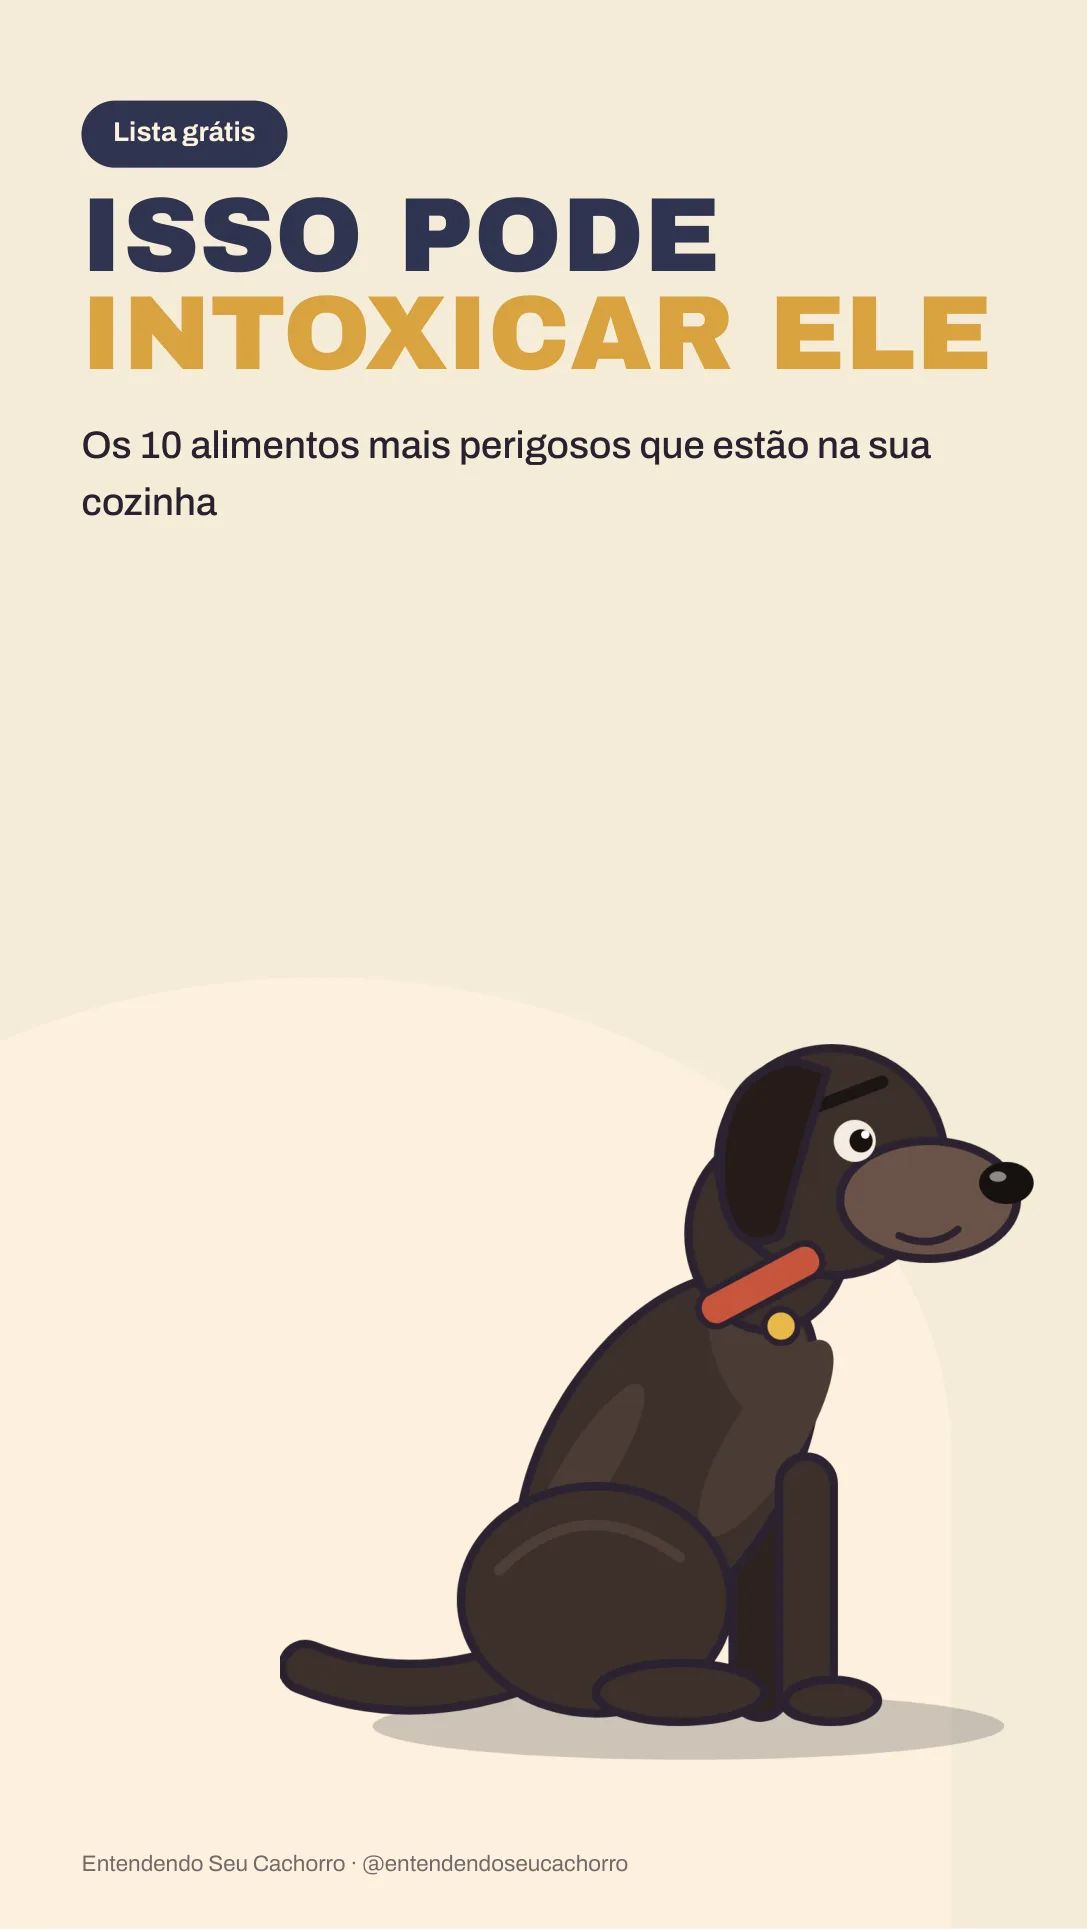 Lista grátis
ISSO PODE
INTOXICAR ELE
Os 10 alimentos mais perigosos que estão na sua
cozinha
Entendendo Seu Cachorro · @entendendoseucachorro